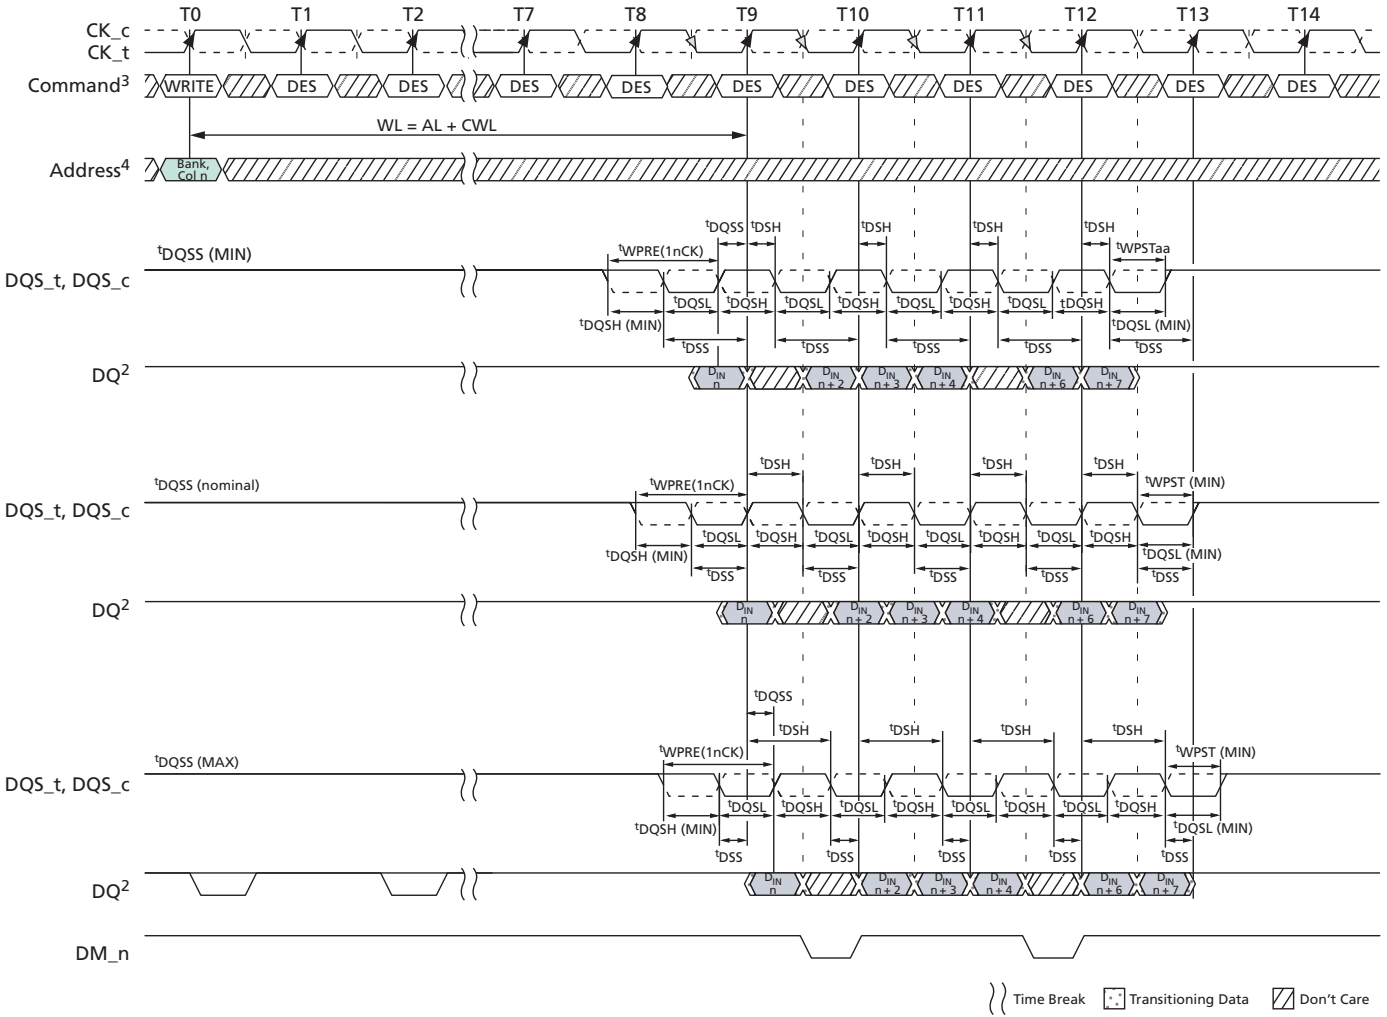 T0 T1 T2 T7 T8 T9 T10 T11 T12 T13 T14
CK_c
CK_t
Command3 WRITE DES DES DES DES DES DES DES DES DES DES
WL = AL + CWL
Address4 Bank, Col n
tDQSS tDSH tDSH tDSH tDSH
tDQSS (MIN) tWPRE(1nCK) tWPSTaa
DQS_t, DQS_c
tDQSL tDQSH tDQSL tDQSH tDQSL tDQSH tDQSL tDQSH
tDQSH (MIN) tDQSL (MIN)
tDSS tDSS tDSS tDSS tDSS
DQ2 DIN n DIN n + 2 DIN n + 3 DIN n + 4 DIN n + 6 DIN n + 7
tDSH tDSH tDSH tDSH
tDQSS (nominal) tWPRE(1nCK) tWPST (MIN)
DQS_t, DQS_c
tDQSL tDQSH tDQSL tDQSH tDQSL tDQSH tDQSL tDQSH
tDQSH (MIN) tDQSL (MIN)
tDSS tDSS tDSS tDSS tDSS
DQ2 DIN n DIN n + 2 DIN n + 3 DIN n + 4 DIN n + 6 DIN n + 7
tDQSS
tDSH tDSH tDSH tDSH
tDQSS (MAX) tWPRE(1nCK) tWPST (MIN)
DQS_t, DQS_c
tDQSL tDQSH tDQSL tDQSH tDQSL tDQSH tDQSL tDQSH
tDQSH (MIN) tDQSL (MIN)
tDSS tDSS tDSS tDSS tDSS
DQ2 DIN n DIN n + 2 DIN n + 3 DIN n + 4 DIN n + 6 DIN n + 7
DM_n
Time Break Transitioning Data Don't Care